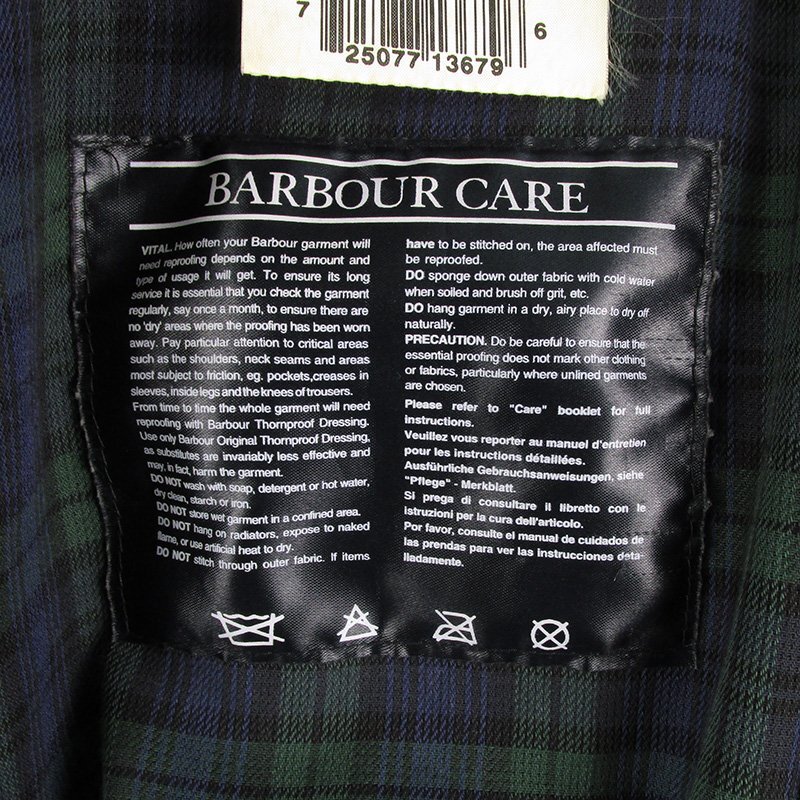 7
25077 13679
6
BARBOUR CARE
VITAL. How often your Barbour garment will
need reproofing depends on the amount and
type of usage it will get. To ensure its long
service it is essential that you check the garment
regularly, say once a month, to ensure there are
no 'dry' areas where the proofing has been worn
away. Pay particular attention to critical areas
such as the shoulders, neck seams and areas
most subject to friction, eg. pockets,creases in
sleeves, inside legs and the knees of trousers.
From time to time the whole garment will need
reproofing with Barbour Thornproof Dressing.
Use only Barbour Original Thornproof Dressing,
as substitutes are invariably less effective and
may, in fact, harm the garment.
DO NOT wash with soap, detergent or hot water,
dry clean, starch or iron.
DO NOT store wet garment in a confined area.
DO NOT hang on radiators, expose to naked
flame, or use artificial heat to dry.
DO NOT stitch through outer fabric. If items
have to be stitched on, the area affected must
be reproofed.
DO sponge down outer fabric with cold water
when soiled and brush off grit, etc.
DO hang garment in a dry, airy place to dry off
naturally.
PRECAUTION. Do be careful to ensure that the
essential proofing does not mark other clothing
or fabrics, particularly where unlined garments
are chosen.
Please refer to "Care" booklet for full
instructions.
Veuillez vous reporter au manuel d'entretien
pour les instructions détaillées.
Ausführliche Gebrauchsanweisungen, siehe
"Pflege" - Merkblatt.
Si prega di consultare il libretto con le
istruzioni per la cura dell'articolo.
Por favor, consulte el manual de cuidados de
las prendas para ver las instrucciones deta-
lladamente.